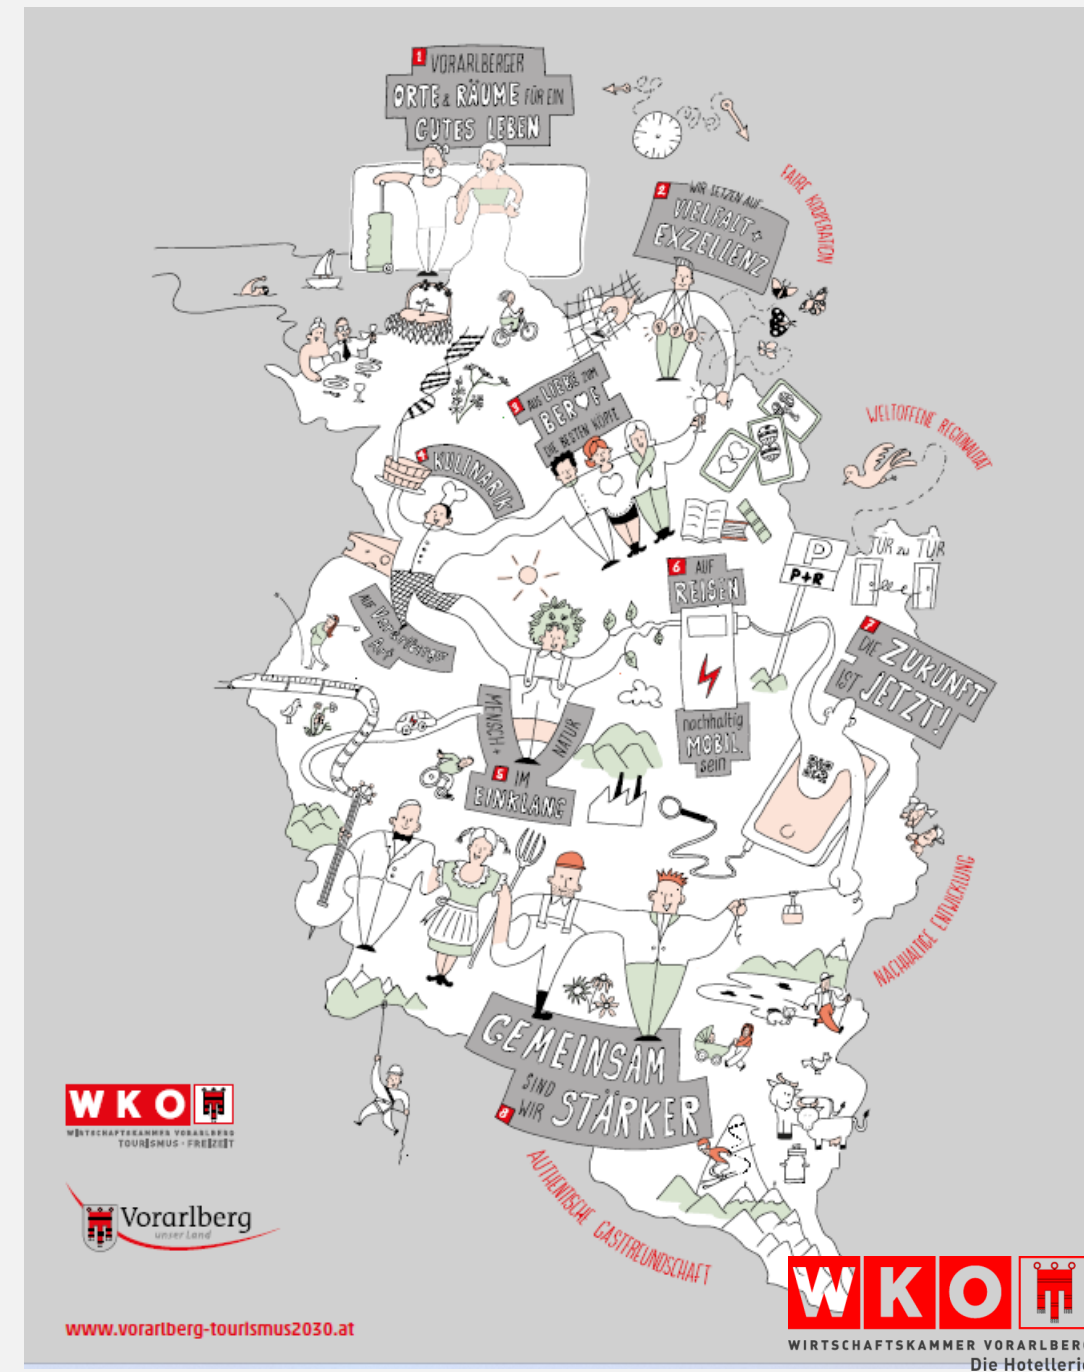 1 VORARLBERGER
ORTE & RÄUME FÜR EIN
GUTES LEBEN
2 WIR SETZEN AUF
VIELFALT +
EXZELLENZ
FAIRE KOOPERATION
3 AUS LIEBE ZUM
BERUF
DIE BESTEN KÖPFE
WELTOFFENE REGIONALITÄT
4 KULINARIK
AUF Vorarlberger
Art
P
P+R
TÜR zu TÜR
6 AUF
REISEN
nachhaltig
MOBIL
sein
7
DIE ZUKUNFT
IST JETZT!
MENSCH +
NATUR
5 IM
EINKLANG
NACHHALTIGE ENTWICKLUNG
GEMEINSAM
SIND
8 WIR STÄRKER
AUTHENTISCHE GASTFREUNDSCHAFT
WKO
WIRTSCHAFTSKAMMER VORARLBERG
TOURISMUS · FREIZEIT
Vorarlberg
unser Land
www.vorarlberg-tourismus2030.at
WKO
WIRTSCHAFTSKAMMER VORARLBERG
Die Hotellerie